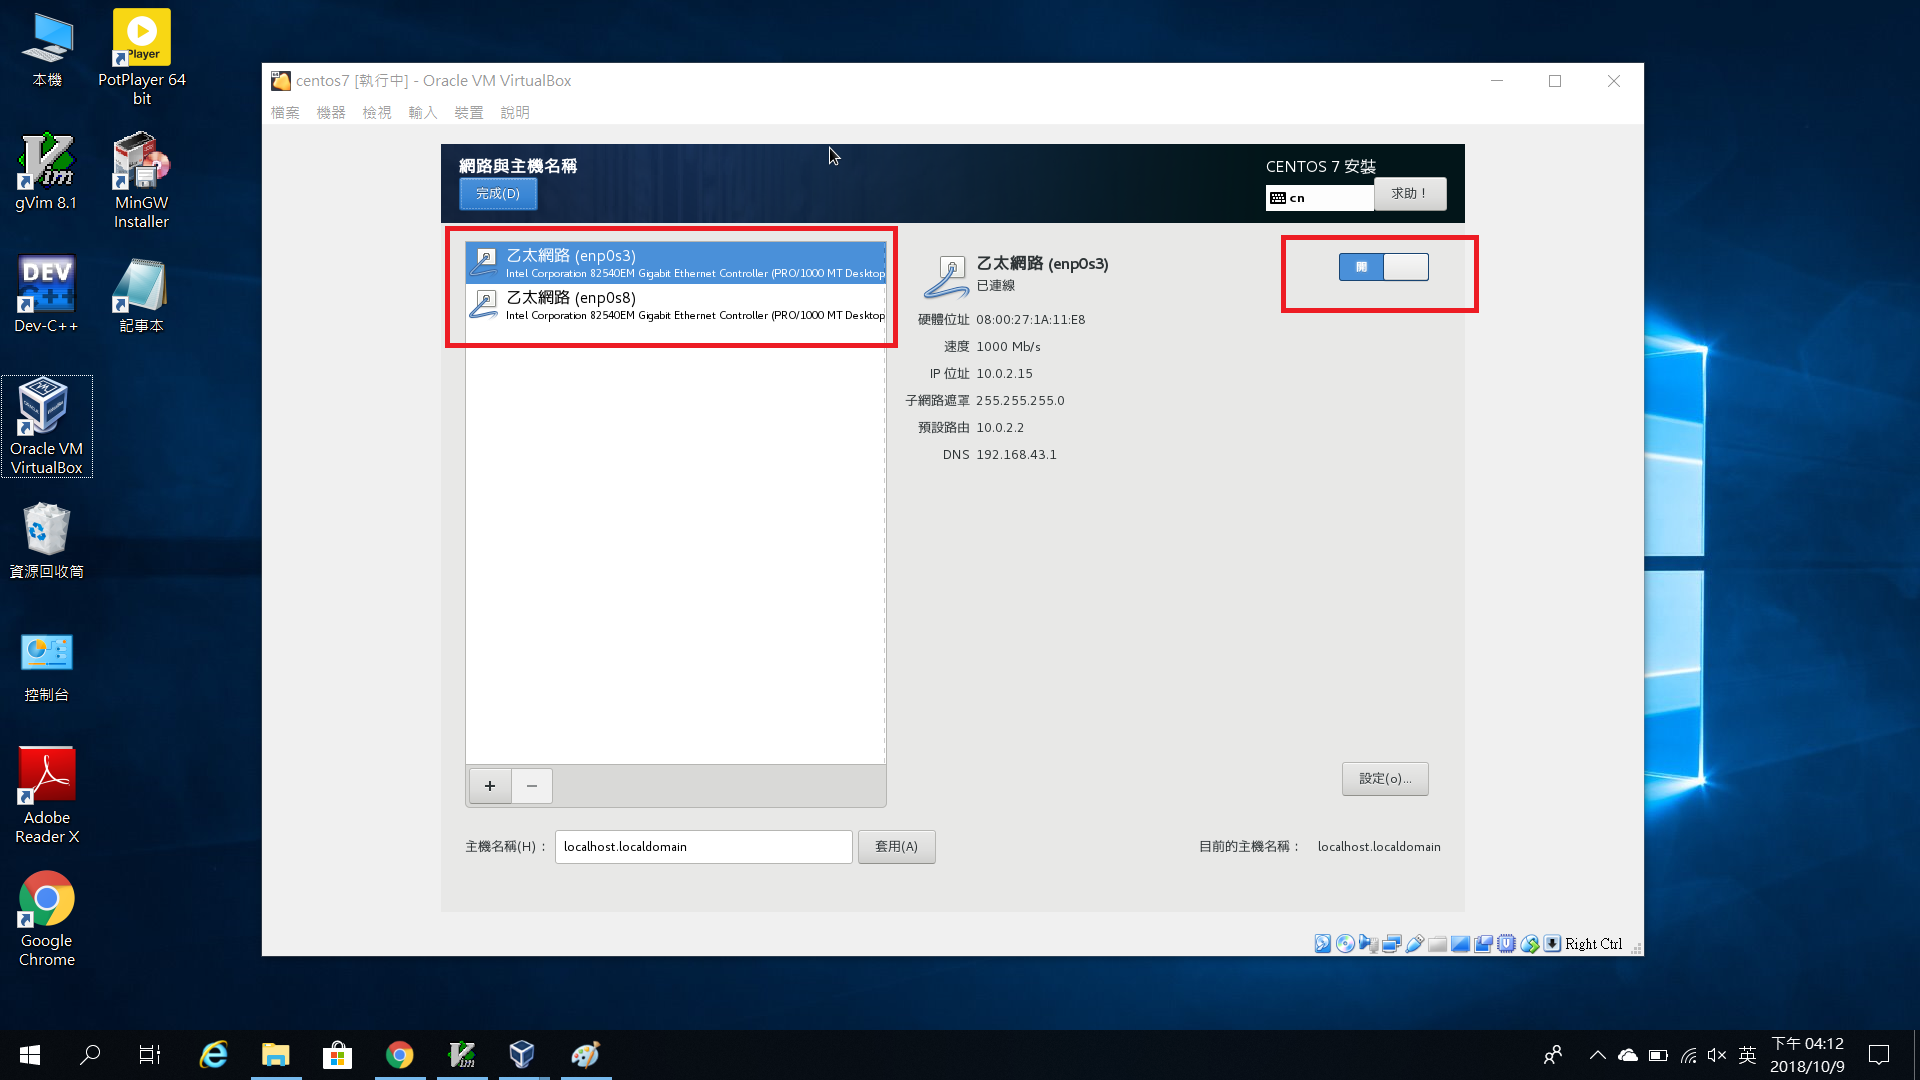 本機
PotPlayer 64
bit
gVim 8.1
MinGW
Installer
Dev-C++
記事本
Oracle VM
VirtualBox
資源回收筒
控制台
Adobe
Reader X
Google
Chrome
centos7 [執行中] - Oracle VM VirtualBox
檔案 機器 檢視 輸入 裝置 說明
網路與主機名稱
完成(D)
CENTOS 7 安裝
cn
求助！
乙太網路 (enp0s3)
Intel Corporation 82540EM Gigabit Ethernet Controller (PRO/1000 MT Desktop
乙太網路 (enp0s8)
Intel Corporation 82540EM Gigabit Ethernet Controller (PRO/1000 MT Desktop
乙太網路 (enp0s3)
已連線
開
硬體位址 08:00:27:1A:11:E8
速度 1000 Mb/s
IP 位址 10.0.2.15
子網路遮罩 255.255.255.0
預設路由 10.0.2.2
DNS 192.168.43.1
+ −
設定(o)...
主機名稱(H)： localhost.localdomain 套用(A)
目前的主機名稱： localhost.localdomain
Right Ctrl
英
下午 04:12
2018/10/9